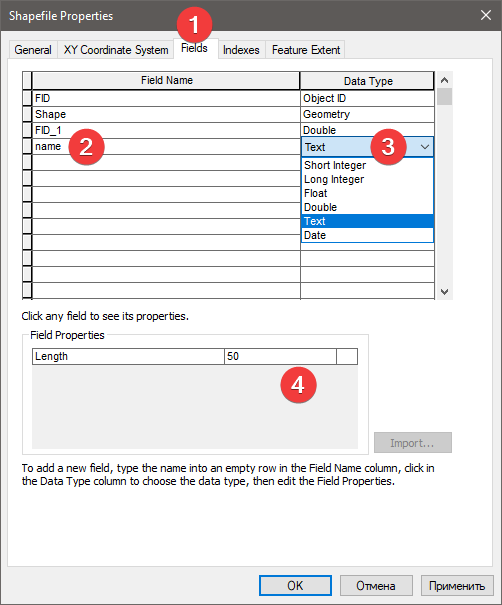 Shapefile Properties
1
General XY Coordinate System Fields Indexes Feature Extent
Field Name Data Type
FID Object ID
Shape Geometry
FID_1 Double
name 2 Text 3
Short Integer
Long Integer
Float
Double
Text
Date
Click any field to see its properties.
Field Properties
Length 50
4
Import...
To add a new field, type the name into an empty row in the Field Name column, click in
the Data Type column to choose the data type, then edit the Field Properties.
OK Отмена Применить